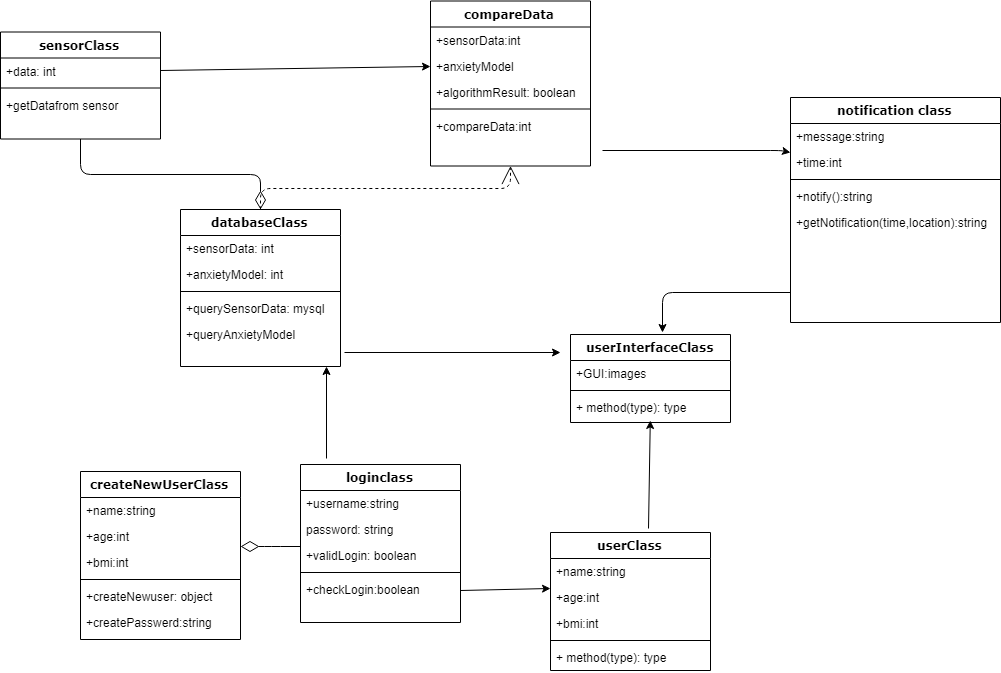 compareData
+sensorData:int
+anxietyModel
+algorithmResult: boolean
+compareData:int
sensorClass
+data: int
+getDatafrom sensor
notification class
+message:string
+time:int
+notify():string
+getNotification(time,location):string
databaseClass
+sensorData: int
+anxietyModel: int
+querySensorData: mysql
+queryAnxietyModel
userInterfaceClass
+GUI:images
+ method(type): type
createNewUserClass
+name:string
+age:int
+bmi:int
+createNewuser: object
+createPasswerd:string
loginclass
+username:string
password: string
+validLogin: boolean
+checkLogin:boolean
userClass
+name:string
+age:int
+bmi:int
+ method(type): type